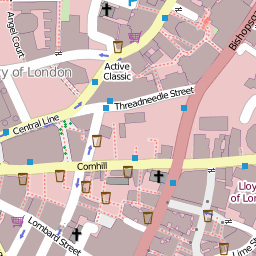 Angel Court
Bishopsg
y of London
Active
Classic
Threadneedle Street
Central Line
Cornhill
Lloy
of Lon
Lombard Street
Lime St